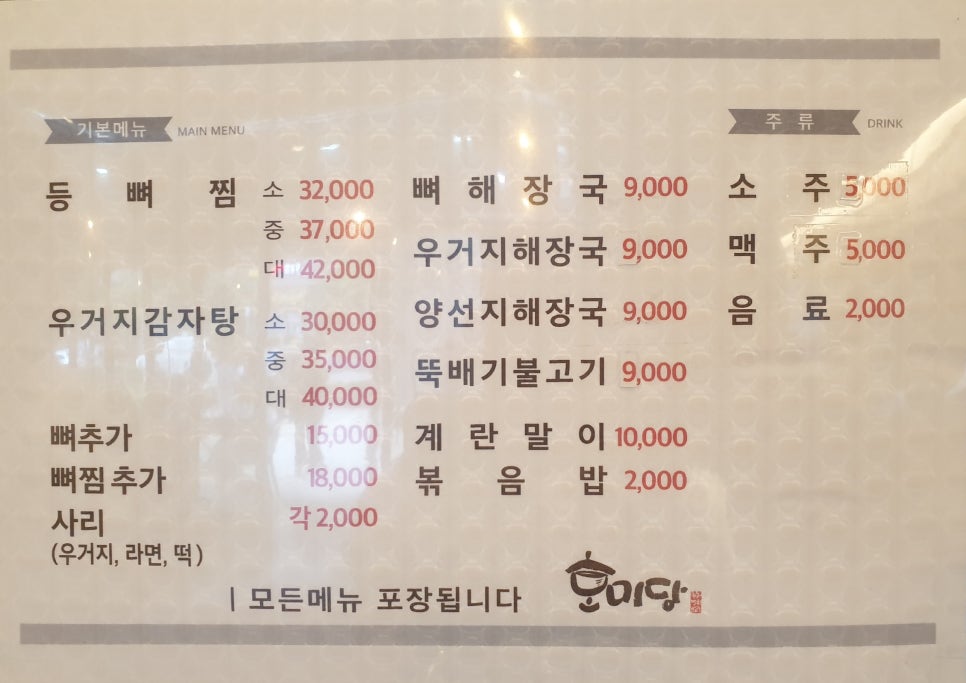 기본메뉴 MAIN MENU
등 뼈 찜 소 32,000
중 37,000
대 42,000
우거지감자탕 소 30,000
중 35,000
대 40,000
뼈추가 15,000
뼈찜 추가 18,000
사리 각 2,000
(우거지, 라면, 떡)
뼈 해 장 국 9,000
우거지해장국 9,000
양선지해장국 9,000
뚝배기불고기 9,000
계 란 말 이 10,000
볶 음 밥 2,000
주 류 DRINK
소 주 5,000
맥 주 5,000
음 료 2,000
| 모든메뉴 포장됩니다
호미당